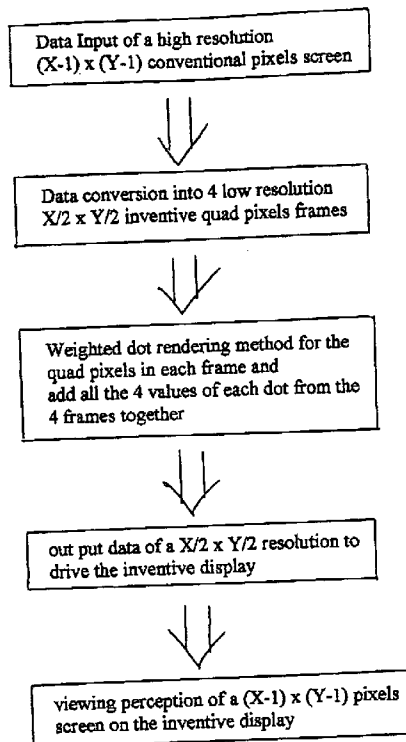 Data Input of a high resolution
(X-1) x (Y-1) conventional pixels screen
Data conversion into 4 low resolution
X/2 x Y/2 inventive quad pixels frames
Weighted dot rendering method for the
quad pixels in each frame and
add all the 4 values of each dot from the
4 frames together
out put data of a X/2 x Y/2 resolution to
drive the inventive display
viewing perception of a (X-1) x (Y-1) pixels
screen on the inventive display